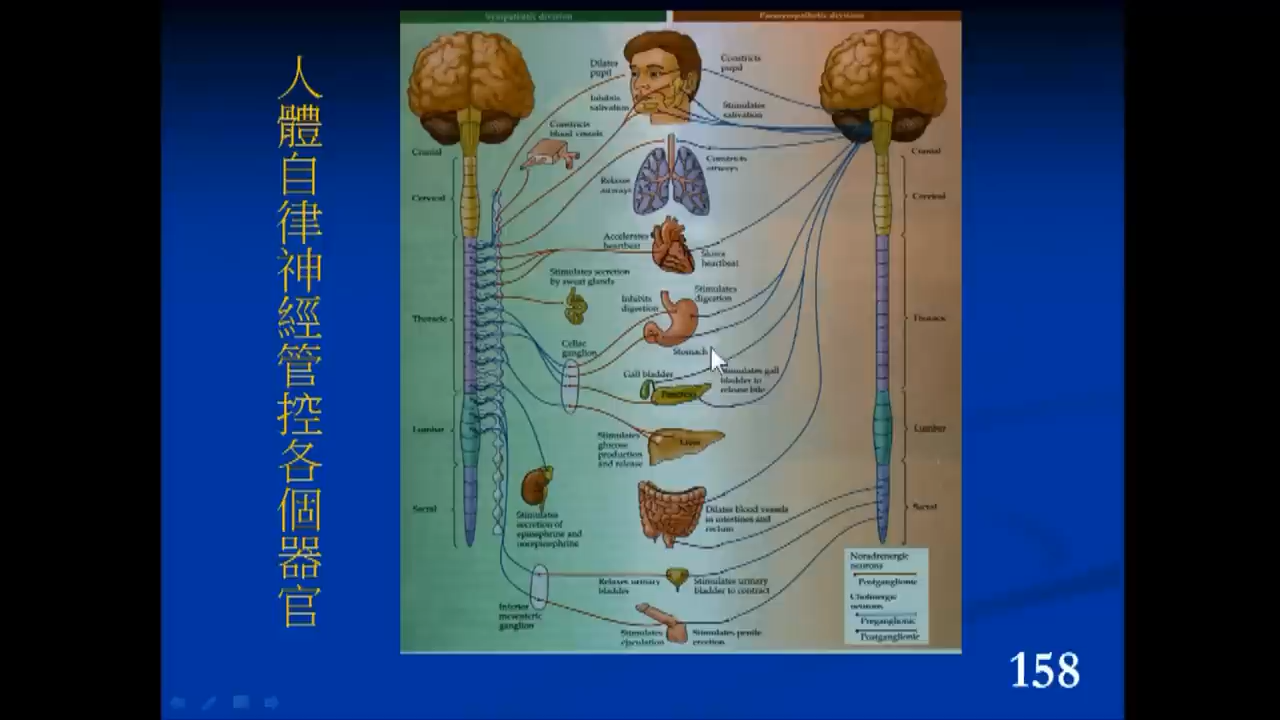 人體自律神經管控各個器官
Sympathetic division
Parasympathetic division
Dilates
pupil
Constricts
pupil
Inhibits
salivation
Stimulates
salivation
Constricts
blood vessels
Cranial
Cranial
Relaxes
airways
Constricts
airways
Cervical
Cervical
Accelerates
heartbeat
Slows
heartbeat
Stimulates secretion
by sweat glands
Inhibits
digestion
Stimulates
digestion
Thoracic
Thoracic
Celiac
ganglion
Stomach
Gall bladder
Stimulates gall
bladder to
release bile
Pancreas
Lumbar
Lumbar
Stimulates
glucose
production
and release
Liver
Sacral
Sacral
Stimulates
secretion of
epinephrine and
norepinephrine
Dilates blood vessels
in intestines and
rectum
Relaxes urinary
bladder
Stimulates urinary
bladder to contract
Inferior
mesenteric
ganglion
Stimulates
ejaculation
Stimulates penile
erection
Noradrenergic
neurons
Postganglionic
Cholinergic
neurons
Preganglionic
Postganglionic
158